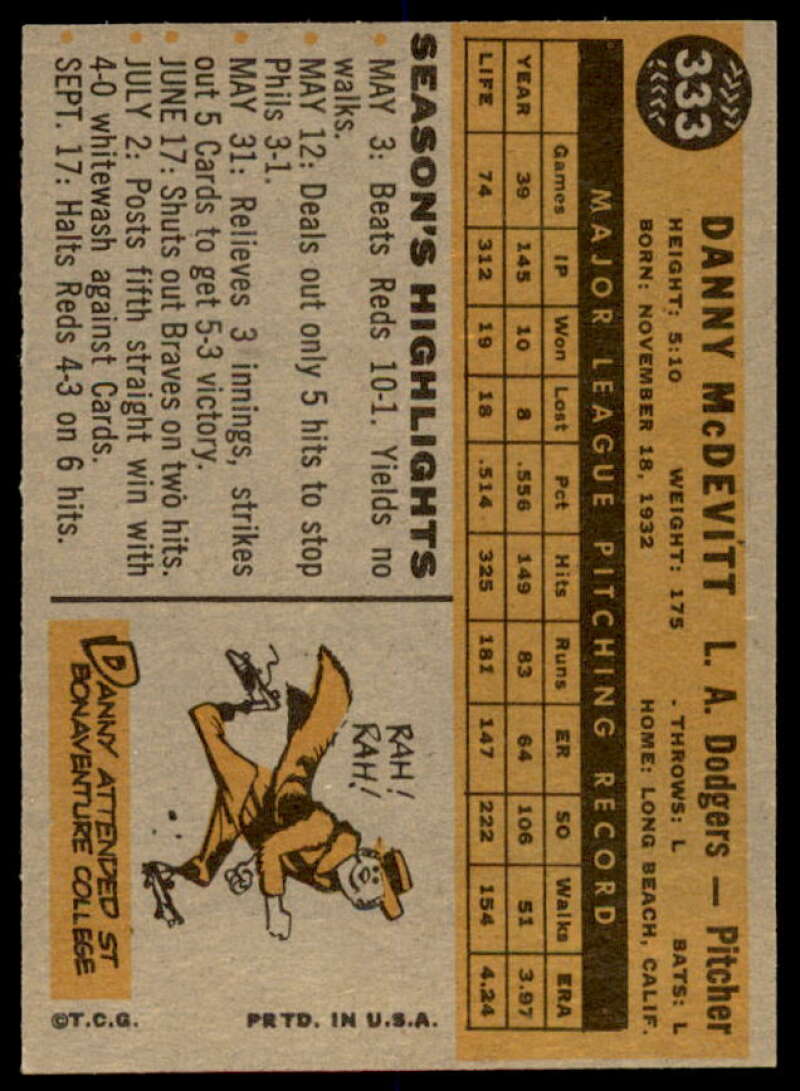 333
DANNY McDEVITT L. A. Dodgers — Pitcher
HEIGHT: 5:10 WEIGHT: 175 THROWS: L BATS: L
BORN: NOVEMBER 18, 1932 HOME: LONG BEACH, CALIF.
MAJOR LEAGUE PITCHING RECORD
Games IP Won Lost Pct Hits Runs ER SO Walks ERA
YEAR 39 145 10 8 .556 149 83 64 106 51 3.97
LIFE 74 312 19 18 .514 325 181 147 222 154 4.24
SEASON'S HIGHLIGHTS
MAY 3: Beats Reds 10-1. Yields no
walks.
MAY 12: Deals out only 5 hits to stop
Phils 3-1.
MAY 31: Relieves 3 innings, strikes
out 5 Cards to get 5-3 victory.
JUNE 17: Shuts out Braves on two hits.
JULY 2: Posts fifth straight win with
4-0 whitewash against Cards.
SEPT. 17: Halts Reds 4-3 on 6 hits.
RAH!
RAH!
DANNY ATTENDED ST
BONAVENTURE COLLEGE
©T.C.G. PRTD. IN U.S.A.